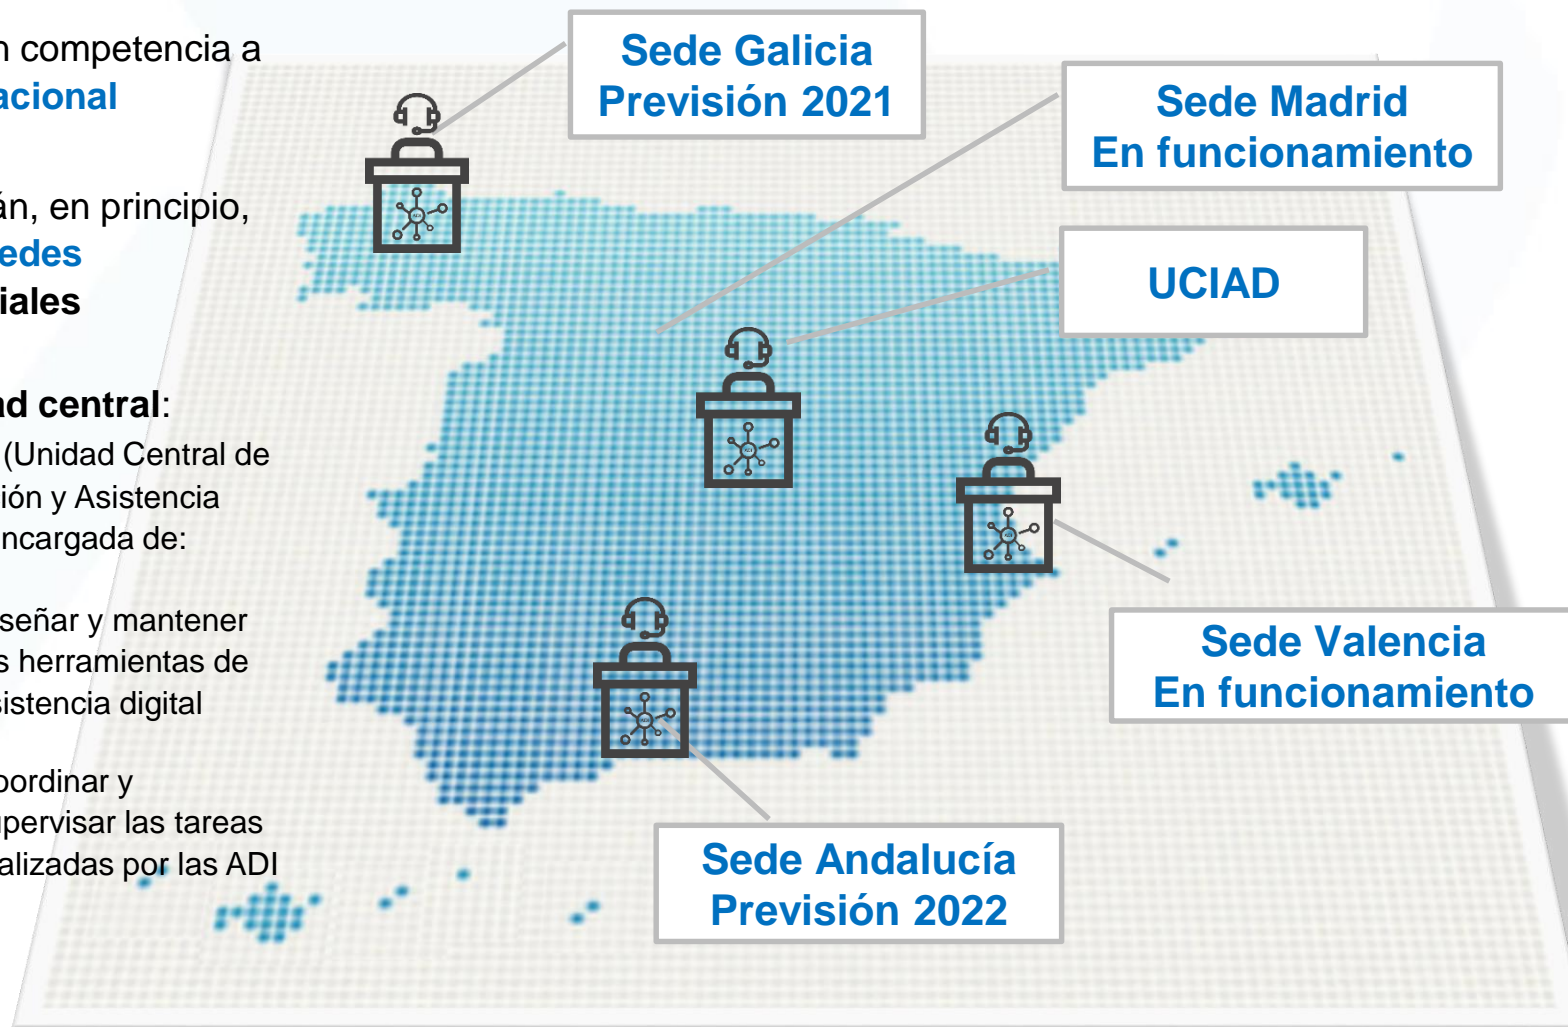 n competencia a
acional
án, en principio,
edes
iales
ad central:
(Unidad Central de
ión y Asistencia
ncargada de:
señar y mantener
s herramientas de
sistencia digital
oordinar y
upervisar las tareas
alizadas por las ADI
Sede Galicia
Previsión 2021
Sede Madrid
En funcionamiento
UCIAD
Sede Valencia
En funcionamiento
Sede Andalucía
Previsión 2022